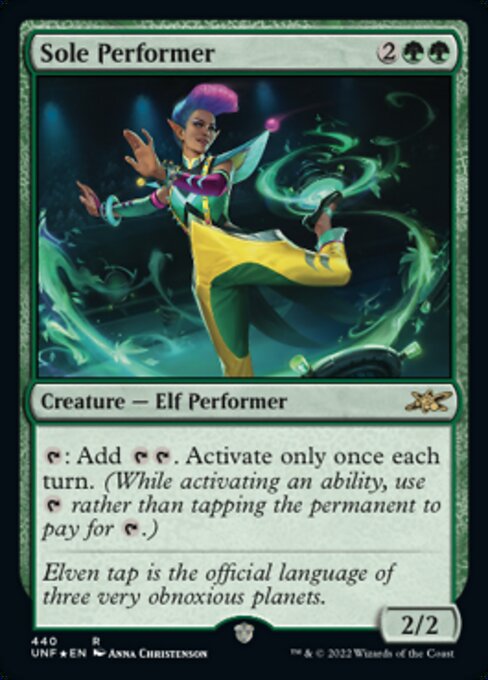 Sole Performer 2
Creature — Elf Performer
: Add . Activate only once each
turn. (While activating an ability, use
rather than tapping the permanent to
pay for .)
Elven tap is the official language of
three very obnoxious planets.
2/2
440 R
UNF★EN Anna Christenson
™ & © 2022 Wizards of the Coast